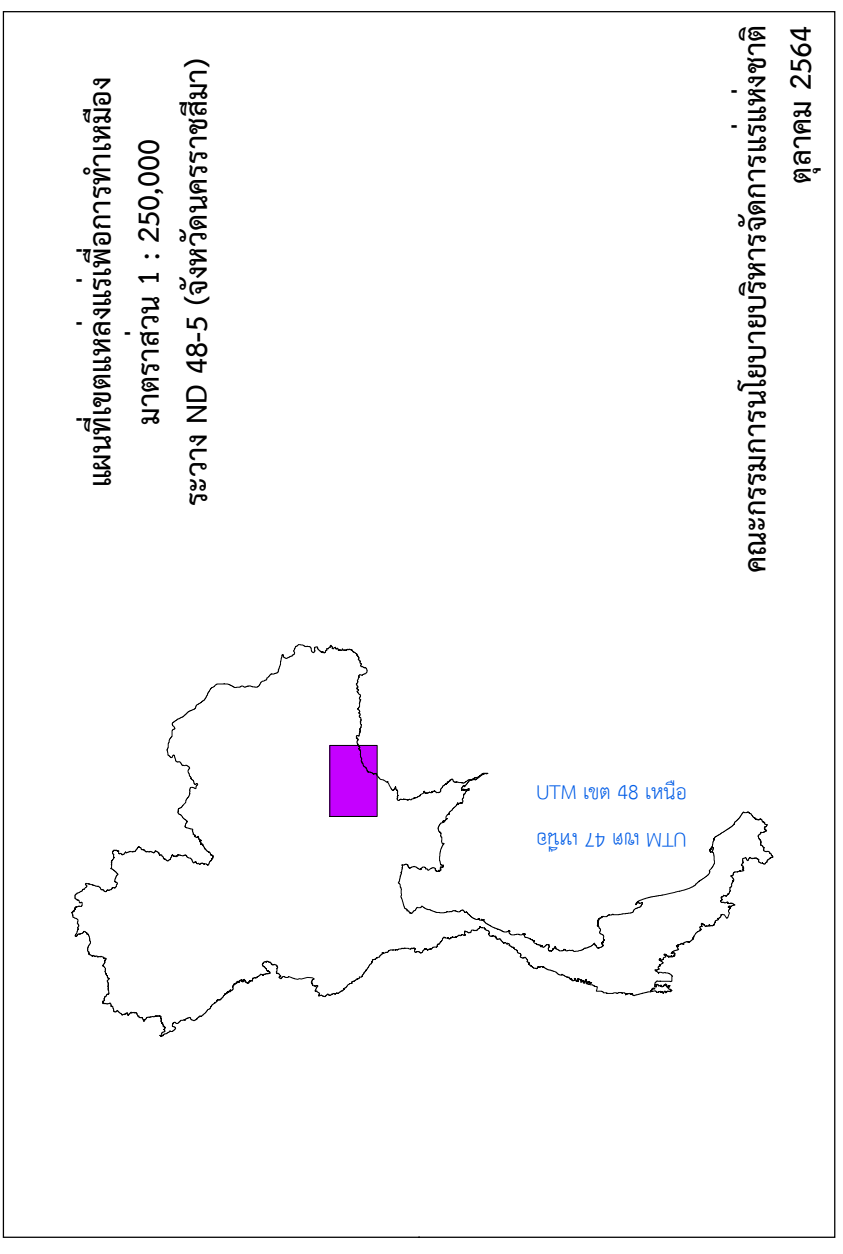 แผนที่เขตแหล่งแร่เพื่อการทำเหมือง
มาตราส่วน 1 : 250,000
ระวาง ND 48-5 (จังหวัดนครราชสีมา)
UTM เขต 48 เหนือ
UTM เขต 47 เหนือ
คณะกรรมการนโยบายบริหารจัดการแร่แห่งชาติ
ตุลาคม 2564